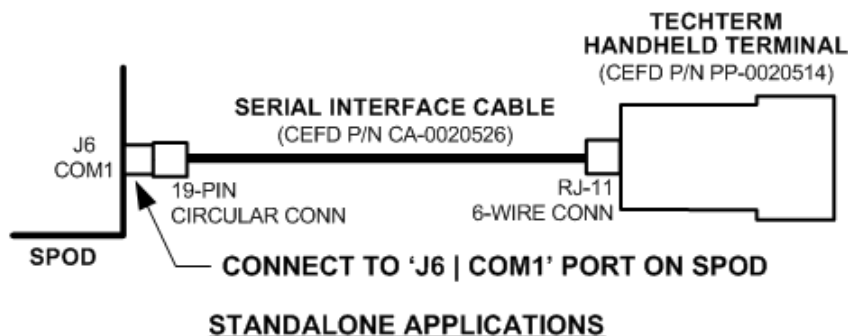 TECHTERM
HANDHELD TERMINAL
(CEFD P/N PP-0020514)
SERIAL INTERFACE CABLE
(CEFD P/N CA-0020526)
J6
COM1
19-PIN
CIRCULAR CONN
RJ-11
6-WIRE CONN
SPOD
CONNECT TO ‘J6 | COM1’ PORT ON SPOD
STANDALONE APPLICATIONS